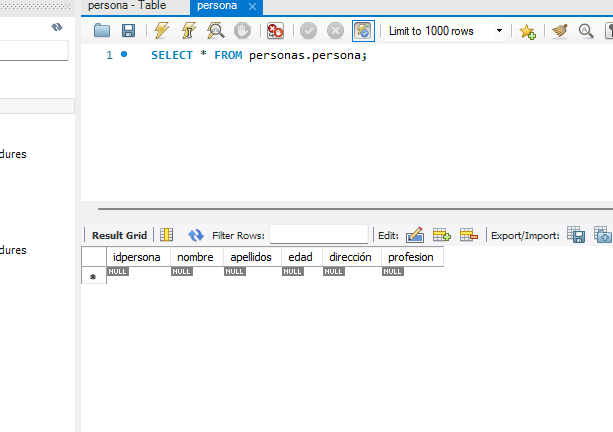 persona - Table persona
Limit to 1000 rows
1 SELECT * FROM personas.persona;
dures
dures
Result Grid Filter Rows: Edit: Export/Import:
idpersona nombre apellidos edad dirección profesion
NULL NULL NULL NULL NULL NULL